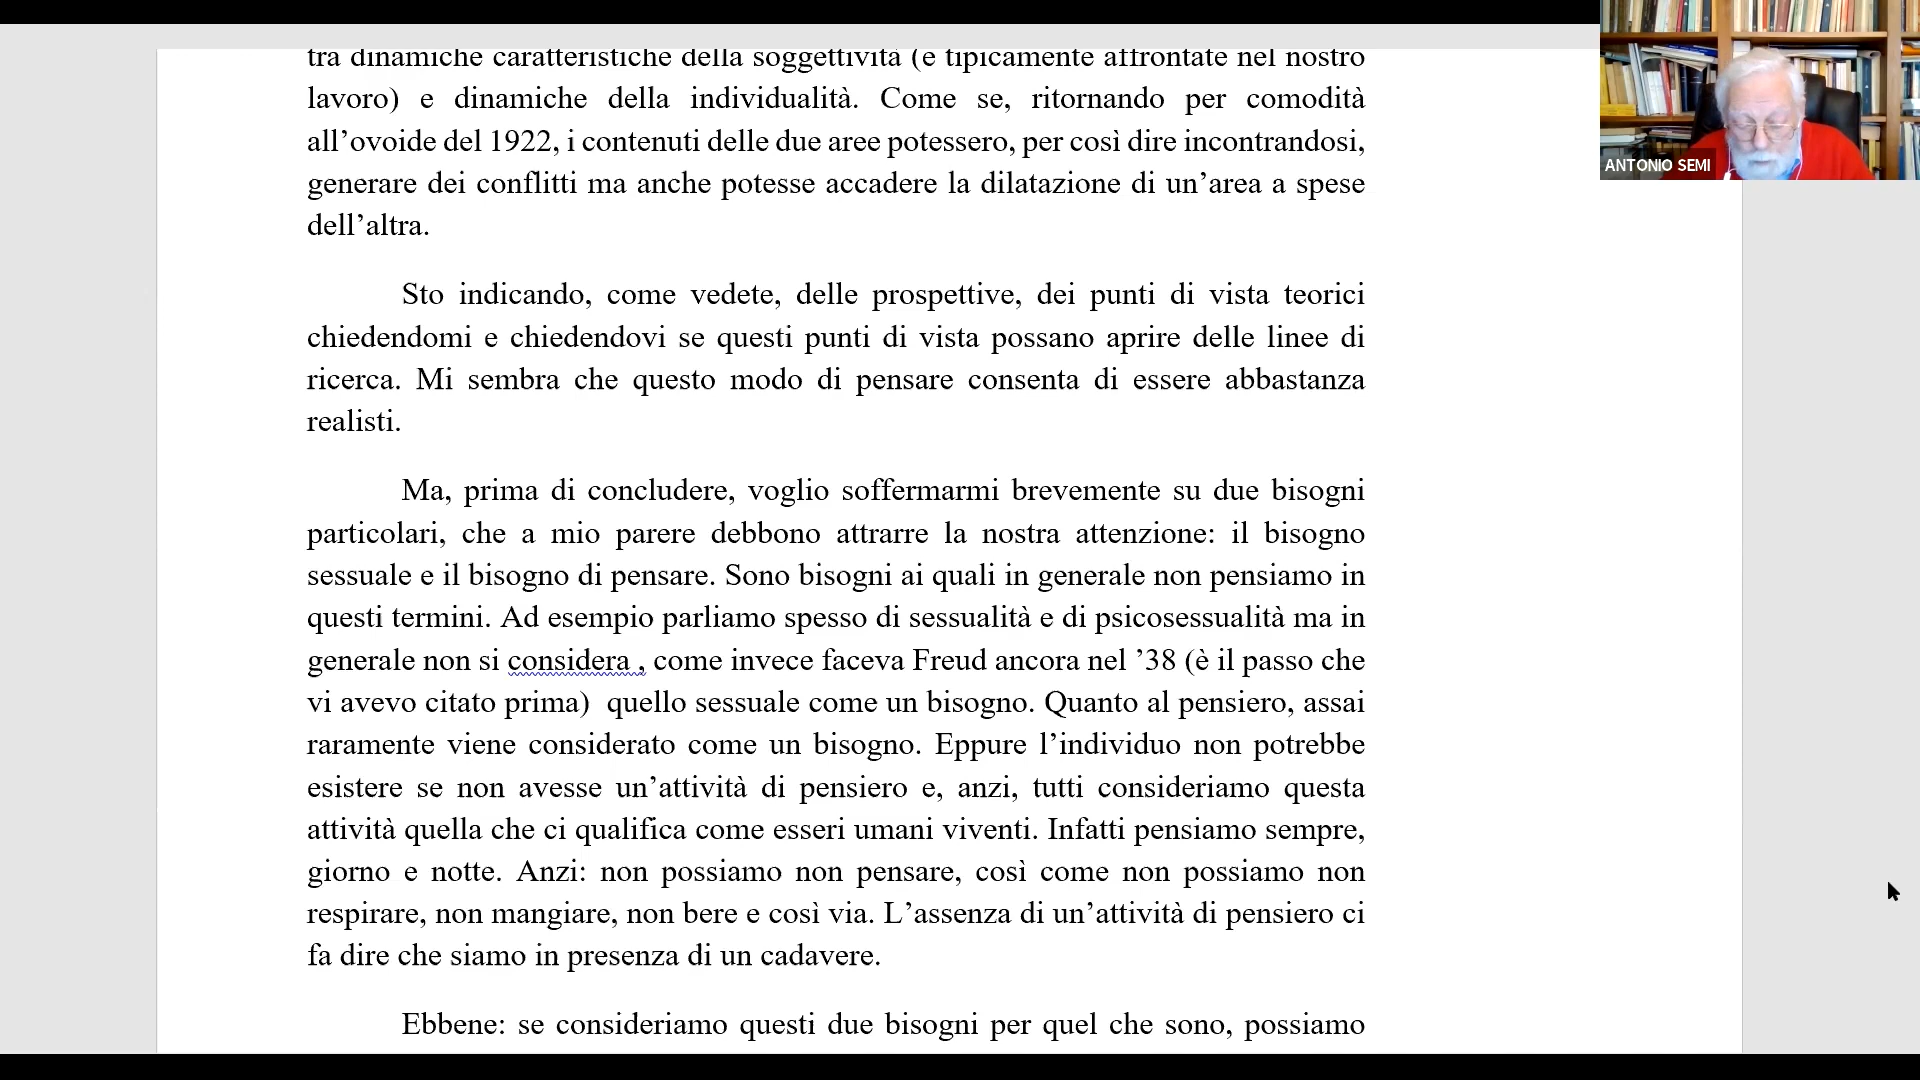 tra dinamiche caratteristiche della soggettività (e tipicamente affrontate nel nostro
lavoro) e dinamiche della individualità. Come se, ritornando per comodità
all’ovoide del 1922, i contenuti delle due aree potessero, per così dire incontrandosi,
generare dei conflitti ma anche potesse accadere la dilatazione di un’area a spese
dell’altra.
Sto indicando, come vedete, delle prospettive, dei punti di vista teorici
chiedendomi e chiedendovi se questi punti di vista possano aprire delle linee di
ricerca. Mi sembra che questo modo di pensare consenta di essere abbastanza
realisti.
Ma, prima di concludere, voglio soffermarmi brevemente su due bisogni
particolari, che a mio parere debbono attrarre la nostra attenzione: il bisogno
sessuale e il bisogno di pensare. Sono bisogni ai quali in generale non pensiamo in
questi termini. Ad esempio parliamo spesso di sessualità e di psicosessualità ma in
generale non si considera , come invece faceva Freud ancora nel ’38 (è il passo che
vi avevo citato prima)  quello sessuale come un bisogno. Quanto al pensiero, assai
raramente viene considerato come un bisogno. Eppure l’individuo non potrebbe
esistere se non avesse un’attività di pensiero e, anzi, tutti consideriamo questa
attività quella che ci qualifica come esseri umani viventi. Infatti pensiamo sempre,
giorno e notte. Anzi: non possiamo non pensare, così come non possiamo non
respirare, non mangiare, non bere e così via. L’assenza di un’attività di pensiero ci
fa dire che siamo in presenza di un cadavere.
Ebbene: se consideriamo questi due bisogni per quel che sono, possiamo
ANTONIO SEMI